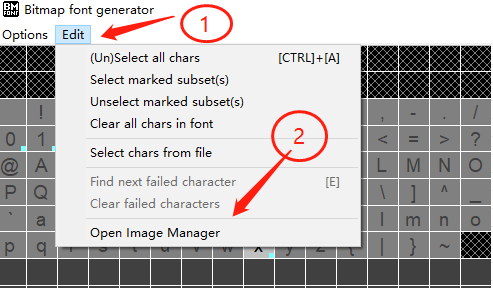 BM FONT Bitmap font generator
1
Options Edit
(Un)Select all chars [CTRL]+[A]
Select marked subset(s)
Unselect marked subset(s)
Clear all chars in font
Select chars from file
Find next failed character [E]
Clear failed characters
Open Image Manager
2
! , - . /
0 1 < = > ?
@ A L M N O
P Q \ ] ^ _
` a l m n o
p q x y z { | } ~